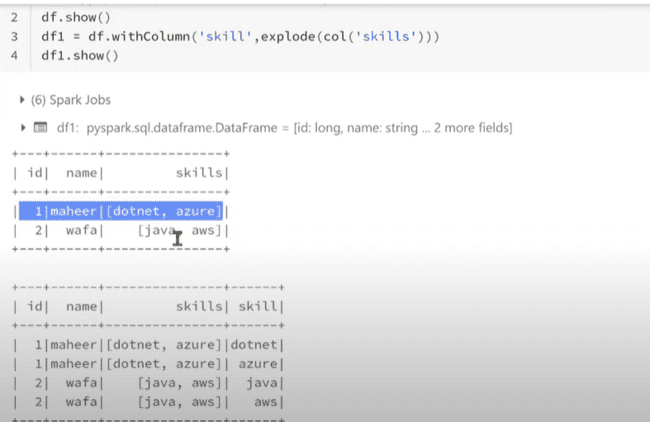 2 df.show()
3 df1 = df.withColumn('skill',explode(col('skills')))
4 df1.show()
(6) Spark Jobs
df1: pyspark.sql.dataframe.DataFrame = [id: long, name: string ... 2 more fields]
+---+------+---------------+
| id|  name|         skills|
+---+------+---------------+
|  1|maheer|[dotnet, azure]|
|  2|  wafa|    [java, aws]|
+---+------+---------------+
+---+------+---------------+------+
| id|  name|         skills| skill|
+---+------+---------------+------+
|  1|maheer|[dotnet, azure]|dotnet|
|  1|maheer|[dotnet, azure]| azure|
|  2|  wafa|    [java, aws]|  java|
|  2|  wafa|    [java, aws]|   aws|
+---+------+---------------+------+